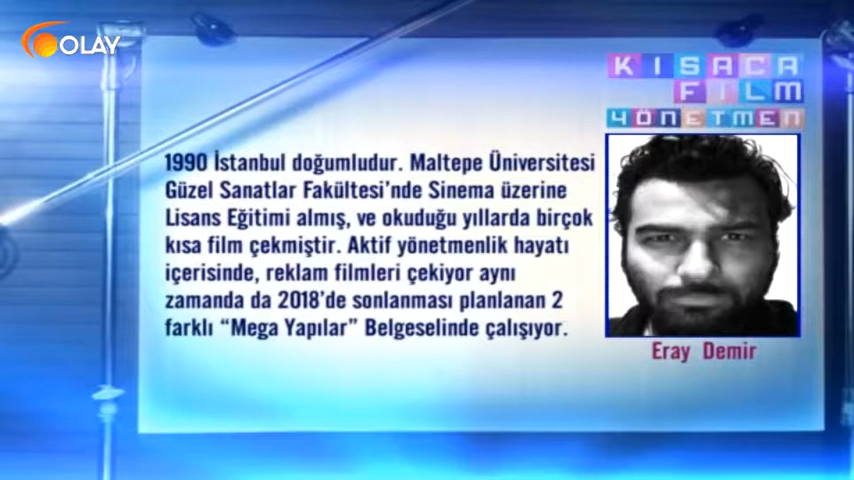 OLAY
KISACA
FİLM
YÖNETMEN
1990 İstanbul doğumludur. Maltepe Üniversitesi
Güzel Sanatlar Fakültesi'nde Sinema üzerine
Lisans Eğitimi almış, ve okuduğu yıllarda birçok
kısa film çekmiştir. Aktif yönetmenlik hayatı
içerisinde, reklam filmleri çekiyor aynı
zamanda da 2018'de sonlanması planlanan 2
farklı “Mega Yapılar” Belgeselinde çalışıyor.
Eray Demir